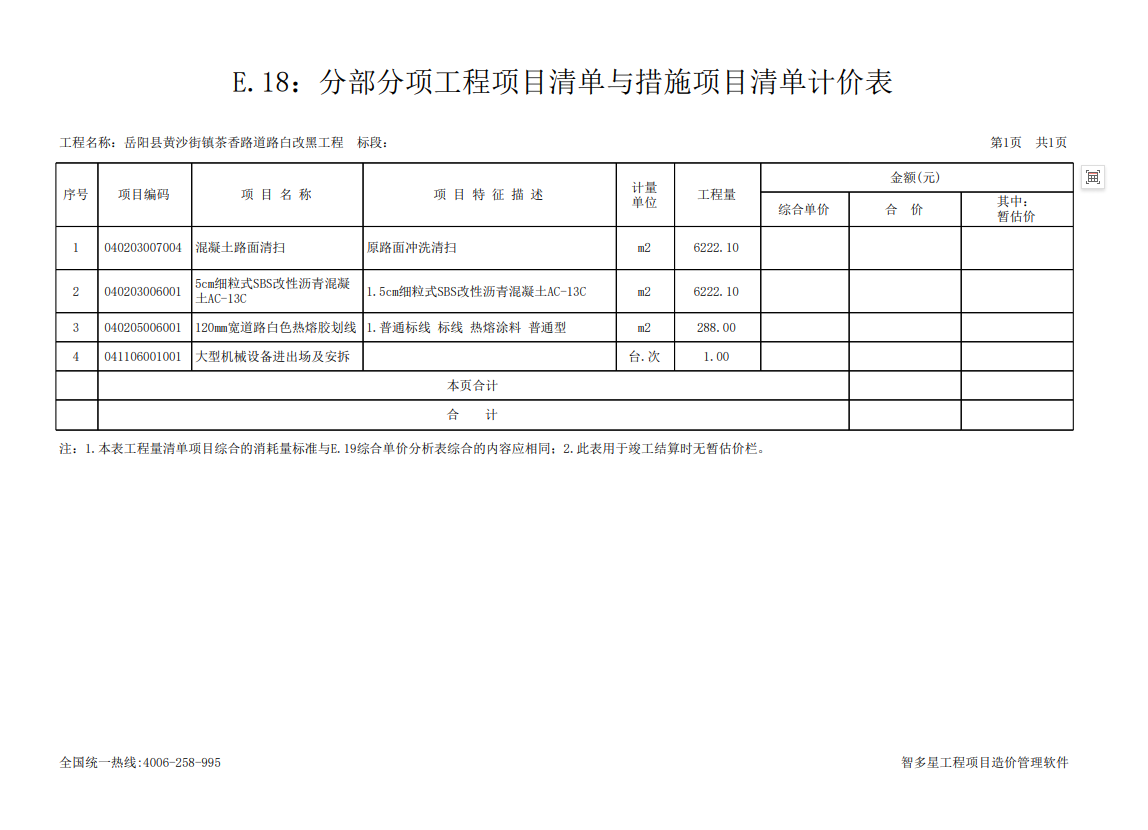 E.18：分部分项工程项目清单与措施项目清单计价表
工程名称：岳阳县黄沙街镇茶香路道路白改黑工程 标段： 第1页 共1页
序号 项目编码 项 目 名 称 项 目 特 征 描 述 计量单位 工程量 金额(元)
综合单价 合 价 其中：暂估价
1 040203007004 混凝土路面清扫 原路面冲洗清扫 m2 6222.10
2 040203006001 5cm细粒式SBS改性沥青混凝土AC-13C 1.5cm细粒式SBS改性沥青混凝土AC-13C m2 6222.10
3 040205006001 120mm宽道路白色热熔胶划线 1.普通标线 标线 热熔涂料 普通型 m2 288.00
4 041106001001 大型机械设备进出场及安拆 台.次 1.00
本页合计
合 计
注：1.本表工程量清单项目综合的消耗量标准与E.19综合单价分析表综合的内容应相同；2.此表用于竣工结算时无暂估价栏。
全国统一热线:4006-258-995 智多星工程项目造价管理软件